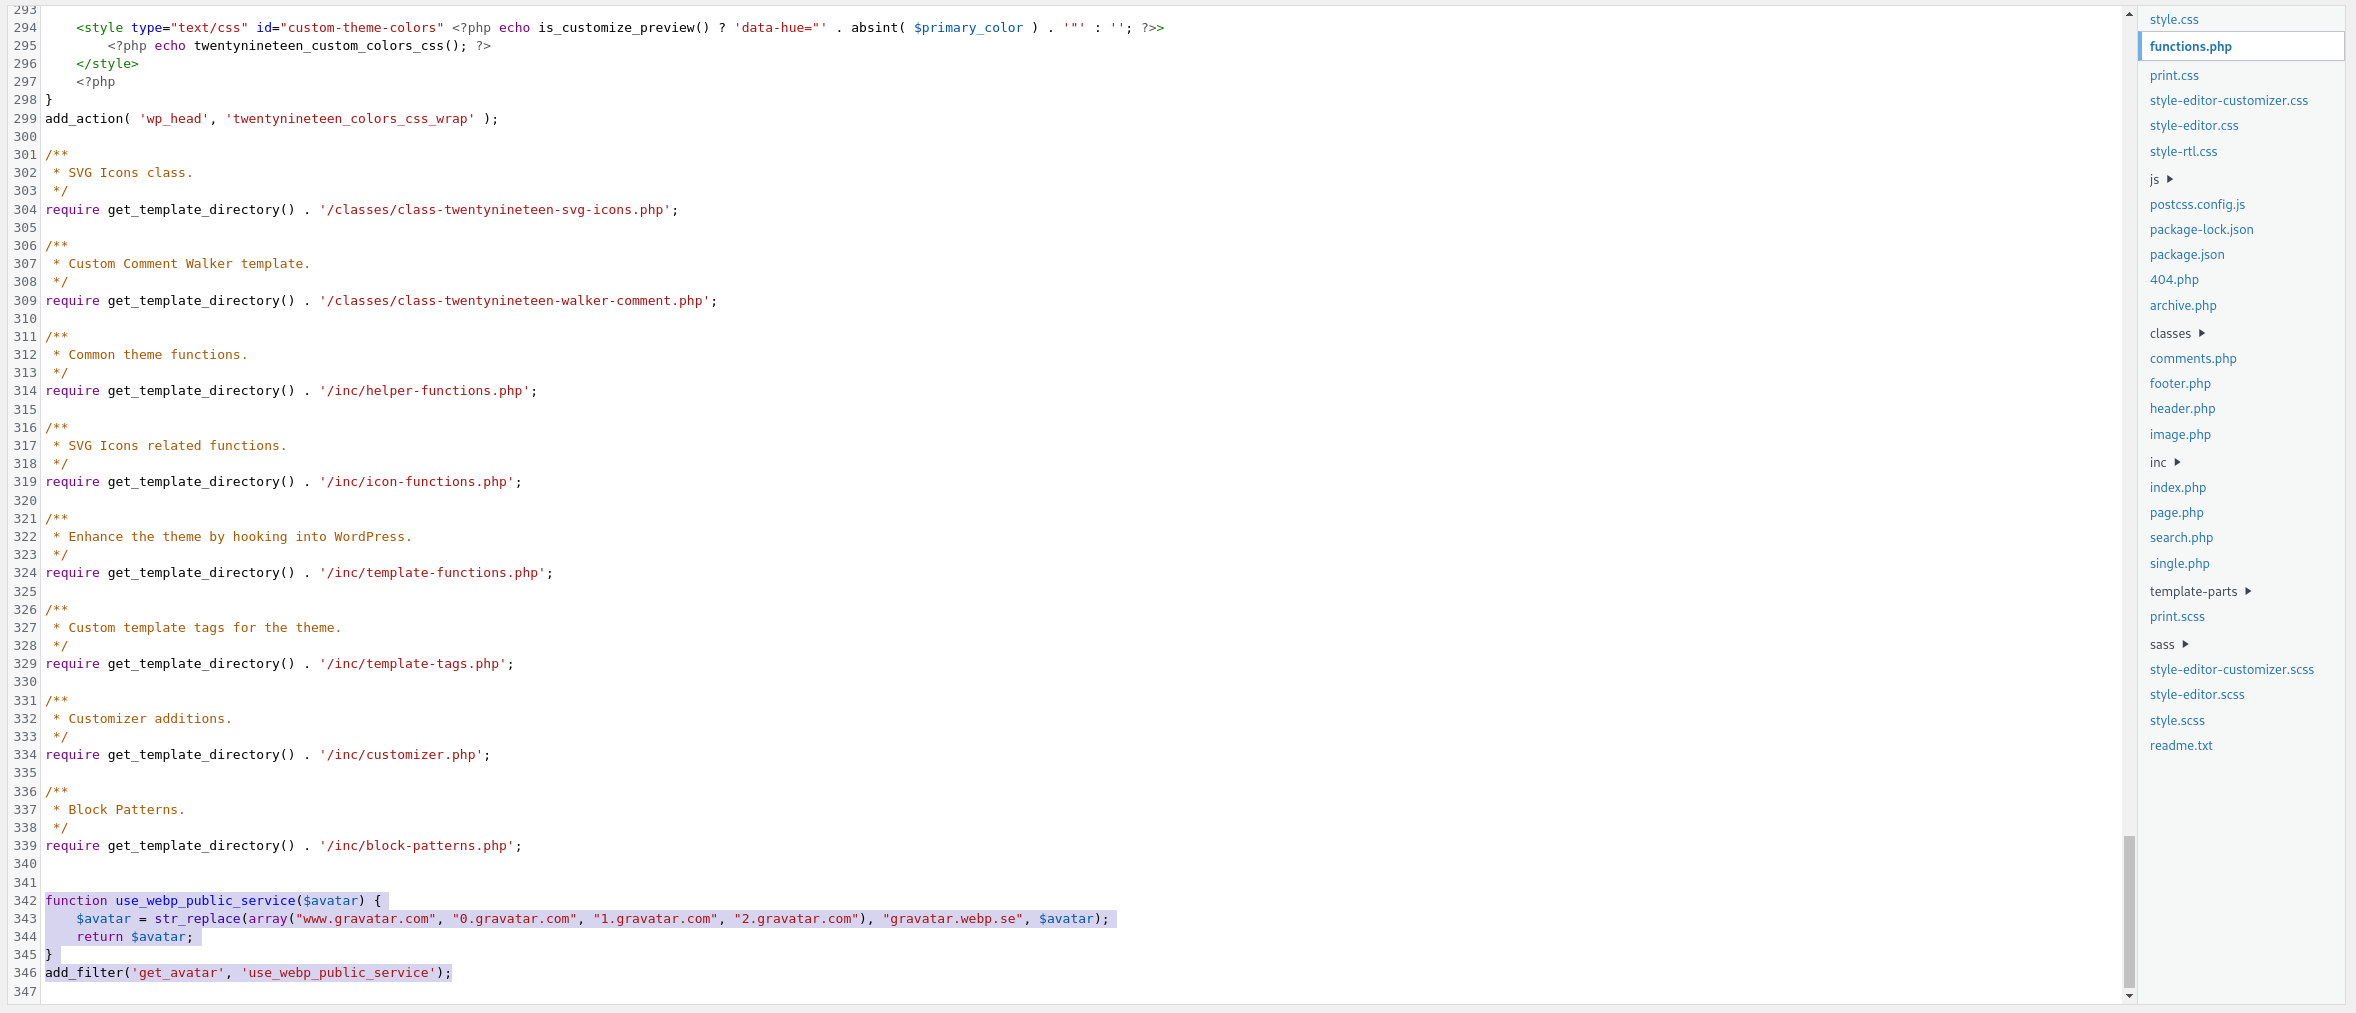 293
294     <style type="text/css" id="custom-theme-colors" <?php echo is_customize_preview() ? 'data-hue="' . absint( $primary_color ) . '"' : ''; ?>>
295         <?php echo twentynineteen_custom_colors_css(); ?>
296     </style>
297     <?php
298 }
299 add_action( 'wp_head', 'twentynineteen_colors_css_wrap' );
300
301 /**
302  * SVG Icons class.
303  */
304 require get_template_directory() . '/classes/class-twentynineteen-svg-icons.php';
305
306 /**
307  * Custom Comment Walker template.
308  */
309 require get_template_directory() . '/classes/class-twentynineteen-walker-comment.php';
310
311 /**
312  * Common theme functions.
313  */
314 require get_template_directory() . '/inc/helper-functions.php';
315
316 /**
317  * SVG Icons related functions.
318  */
319 require get_template_directory() . '/inc/icon-functions.php';
320
321 /**
322  * Enhance the theme by hooking into WordPress.
323  */
324 require get_template_directory() . '/inc/template-functions.php';
325
326 /**
327  * Custom template tags for the theme.
328  */
329 require get_template_directory() . '/inc/template-tags.php';
330
331 /**
332  * Customizer additions.
333  */
334 require get_template_directory() . '/inc/customizer.php';
335
336 /**
337  * Block Patterns.
338  */
339 require get_template_directory() . '/inc/block-patterns.php';
340
341
342 function use_webp_public_service($avatar) {
343     $avatar = str_replace(array("www.gravatar.com", "0.gravatar.com", "1.gravatar.com", "2.gravatar.com"), "gravatar.webp.se", $avatar);
344     return $avatar;
345 }
346 add_filter('get_avatar', 'use_webp_public_service');
347
style.css
functions.php
print.css
style-editor-customizer.css
style-editor.css
style-rtl.css
js
postcss.config.js
package-lock.json
package.json
404.php
archive.php
classes
comments.php
footer.php
header.php
image.php
inc
index.php
page.php
search.php
single.php
template-parts
print.scss
sass
style-editor-customizer.scss
style-editor.scss
style.scss
readme.txt